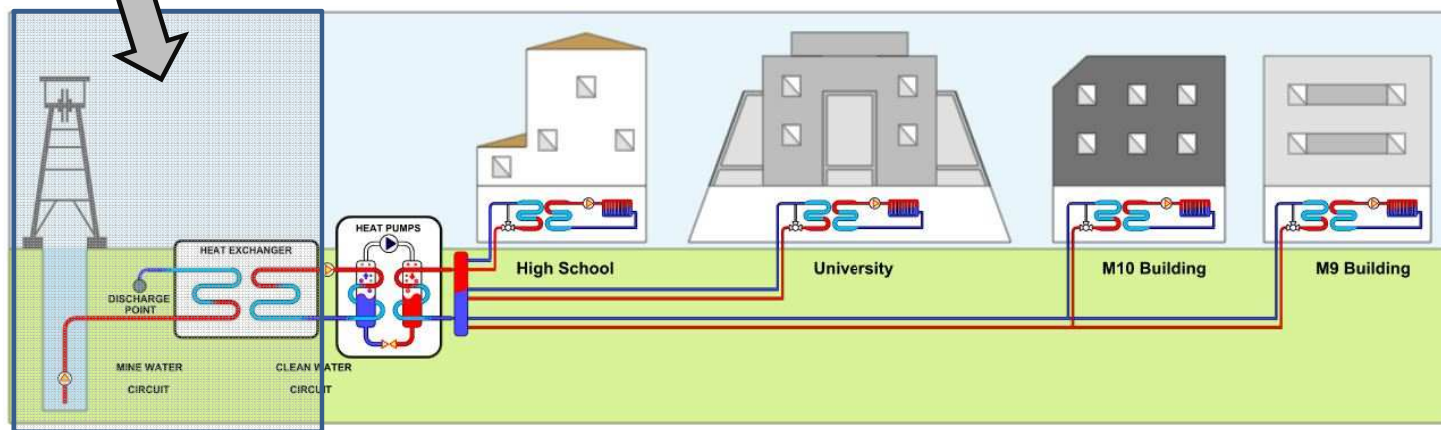 HEAT PUMPS
HEAT EXCHANGER
DISCHARGE
POINT
MINE WATER
CIRCUIT
CLEAN WATER
CIRCUIT
High School
University
M10 Building
M9 Building